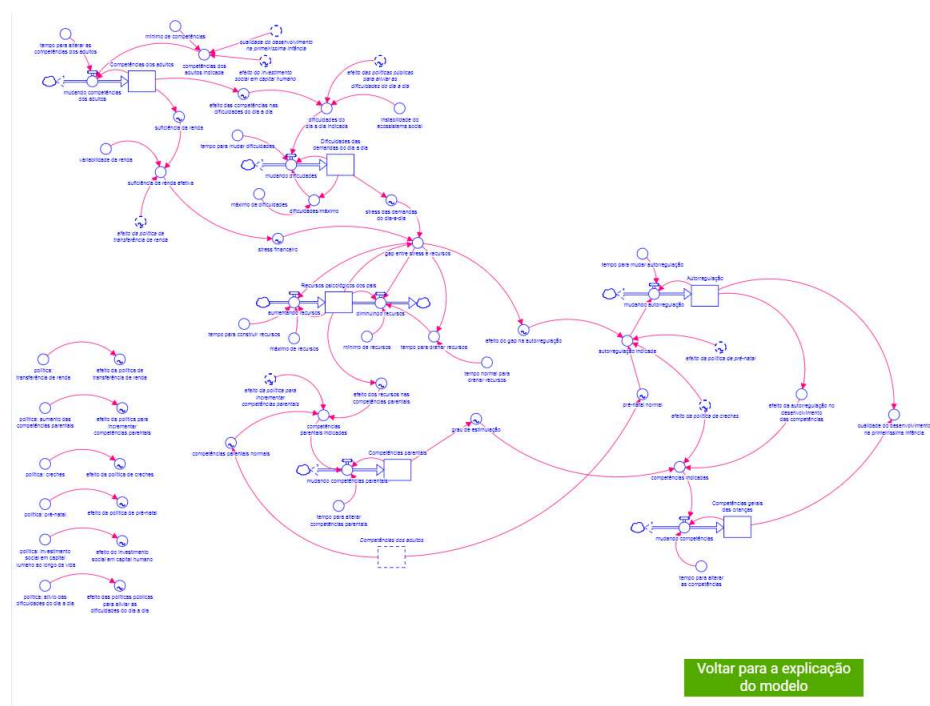 tempo para alterar as
competências dos adultos
mínimo de competências
qualidade do desenvolvimento
na primeiríssima infância
Competências dos adultos
competências dos
adultos indicada
efeito do investimento
social em capital humano
efeito das políticas públicas
para aliviar as
dificuldades do dia a dia
mudando competências
dos adultos
efeito das competências nas
dificuldades do dia a dia
dificuldades do
dia a dia indicada
instabilidade do
ecossistema social
suficiência da renda
tempo para mudar dificuldades
Dificuldades das
demandas do dia a dia
variabilidade da renda
mudando dificuldades
suficiência da renda efetiva
máximo de dificuldades
dificuldades máximo
stress das demandas
do dia-a-dia
efeito da política de
transferência de renda
stress financeiro
gap entre stress e recursos
tempo para mudar autorregulação
Autorregulação
Recursos psicológicos dos pais
mudando autorregulação
aumentando recursos
diminuindo recursos
tempo para construir recursos
máximo de recursos
mínimo de recursos
tempo para drenar recursos
efeito do gap na autorregulação
autorregulação indicada
efeito da política de pré-natal
tempo normal para
drenar recursos
política:
transferência de renda
efeito da política de
transferência de renda
efeito da política para
incrementar
competências parentais
efeito dos recursos nas
competências parentais
pré-natal normal
efeito da política de creches
efeito da autorregulação no
desenvolvimento
das competências
qualidade do desenvolvimento
na primeiríssima infância
política: aumento das
competências parentais
efeito da política para
incrementar
competências parentais
competências
parentais indicadas
grau de estimulação
competências parentais normais
Competências parentais
política: creches
efeito da política de creches
mudando competências parentais
competências indicadas
política: pré-natal
efeito da política de pré-natal
tempo para alterar
competências parentais
Competências gerais
das crianças
política: investimento
social em capital
humano ao longo da vida
efeito do investimento
social em capital humano
Competências dos adultos
mudando competências
política: alívio das
dificuldades do dia a dia
efeito das políticas públicas
para aliviar as
dificuldades do dia a dia
tempo para alterar
as competências
Voltar para a explicação
do modelo